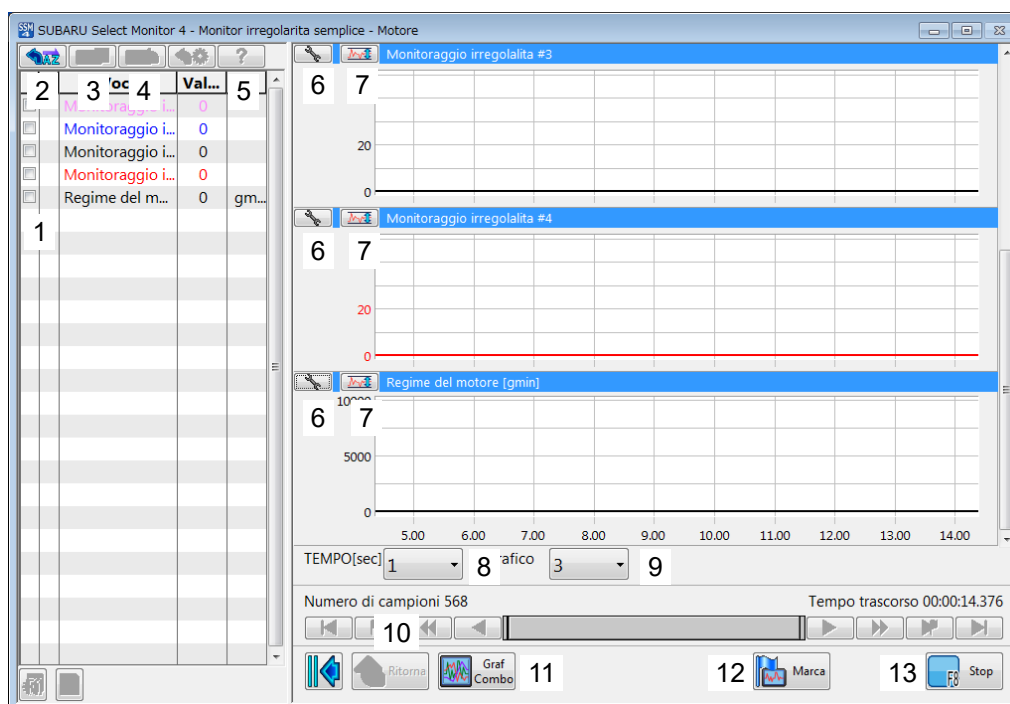 SUBARU Select Monitor 4 - Monitor irregolarita semplice - Motore
AZ
?
2
3
4
5
Val...
Monitoraggio i... 0
Monitoraggio i... 0
Monitoraggio i... 0
Monitoraggio i... 0
Regime del m... 0 gm...
1
Monitoraggio irregolalita #3
6 7
20
0
Monitoraggio irregolalita #4
6 7
20
0
Regime del motore [gmin]
6 7
10000
5000
0
5.00 6.00 7.00 8.00 9.00 10.00 11.00 12.00 13.00 14.00
TEMPO[sec] 1 8 3 9
Numero di campioni 568 Tempo trascorso 00:00:14.376
10
Ritorna
Graf Combo
11
12
Marca
13
F8
Stop